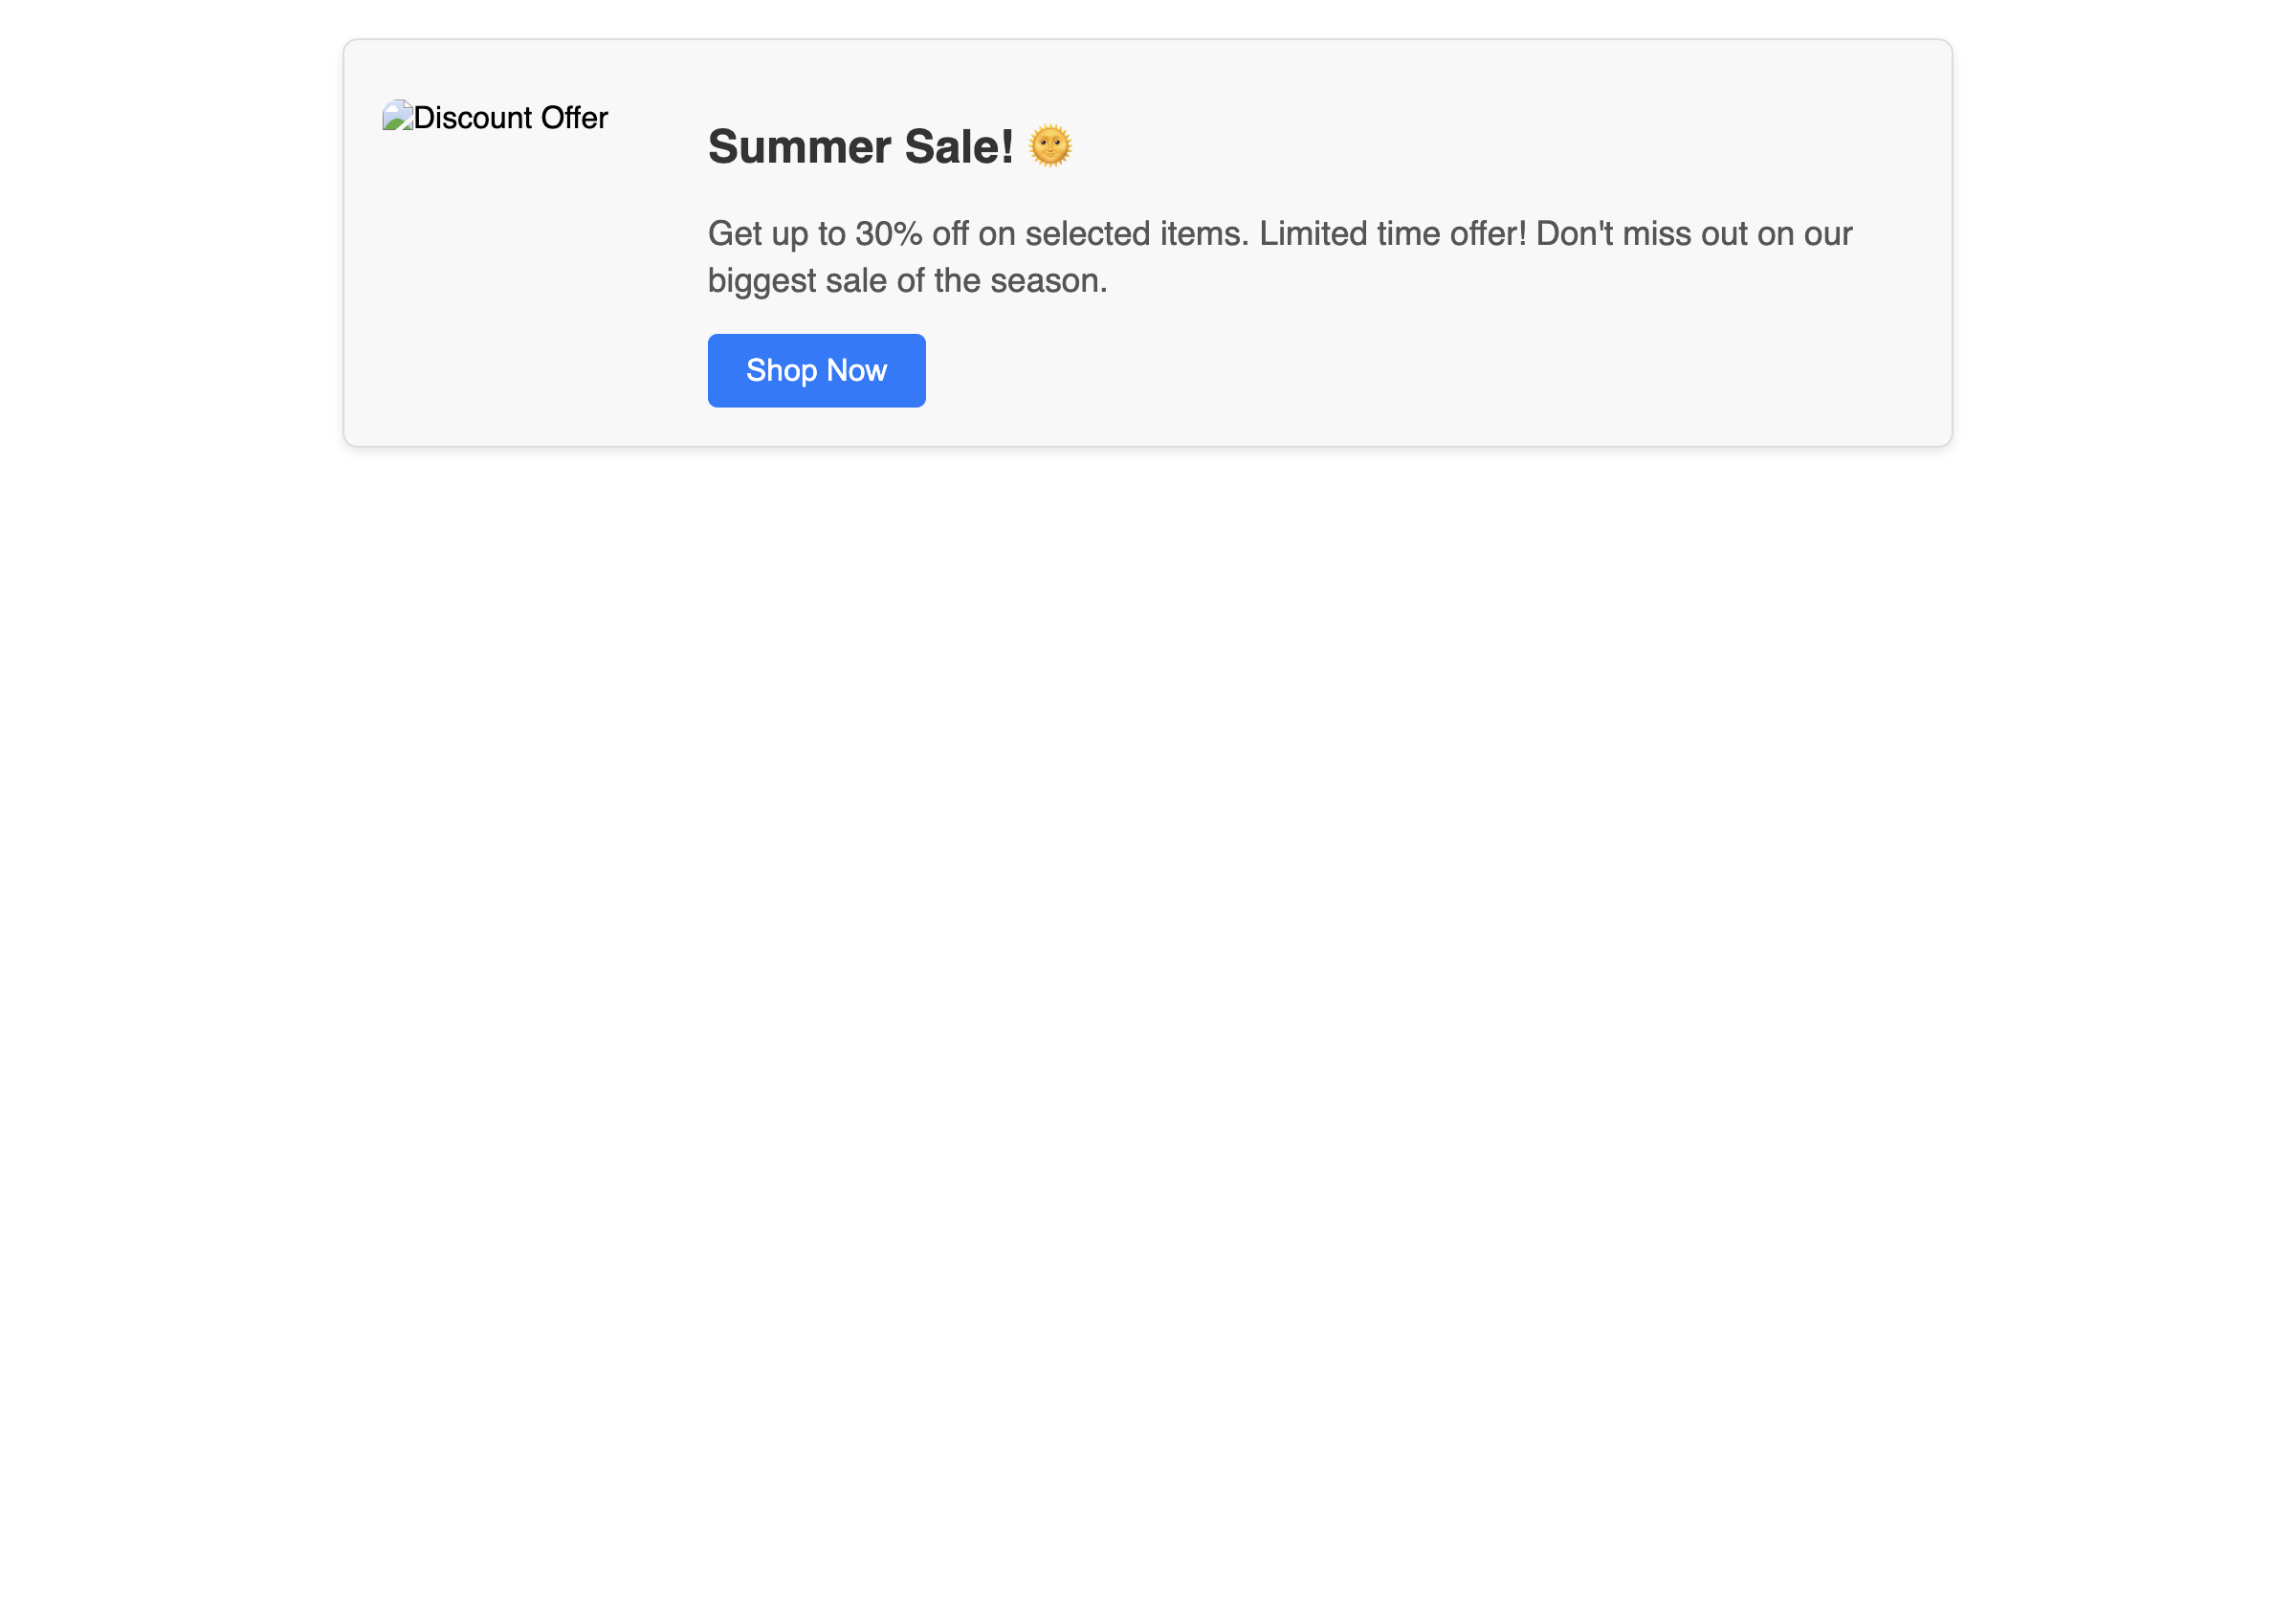 Discount Offer
Summer Sale! 🌞
Get up to 30% off on selected items. Limited time offer! Don't miss out on our
biggest sale of the season.
Shop Now